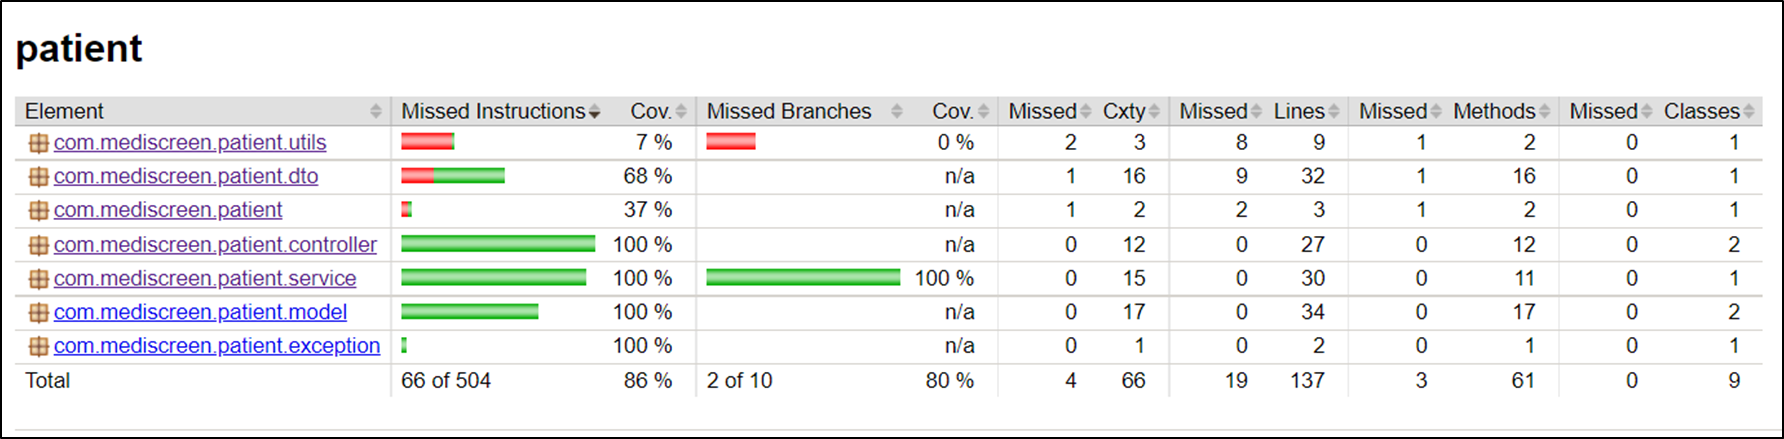 patient
Element Missed Instructions Cov. Missed Branches Cov. Missed Cxty Missed Lines Missed Methods Missed Classes
com.mediscreen.patient.utils 7 % 0 % 2 3 8 9 1 2 0 1
com.mediscreen.patient.dto 68 % n/a 1 16 9 32 1 16 0 1
com.mediscreen.patient 37 % n/a 1 2 2 3 1 2 0 1
com.mediscreen.patient.controller 100 % n/a 0 12 0 27 0 12 0 2
com.mediscreen.patient.service 100 % 100 % 0 15 0 30 0 11 0 1
com.mediscreen.patient.model 100 % n/a 0 17 0 34 0 17 0 2
com.mediscreen.patient.exception 100 % n/a 0 1 0 2 0 1 0 1
Total 66 of 504 86 % 2 of 10 80 % 4 66 19 137 3 61 0 9